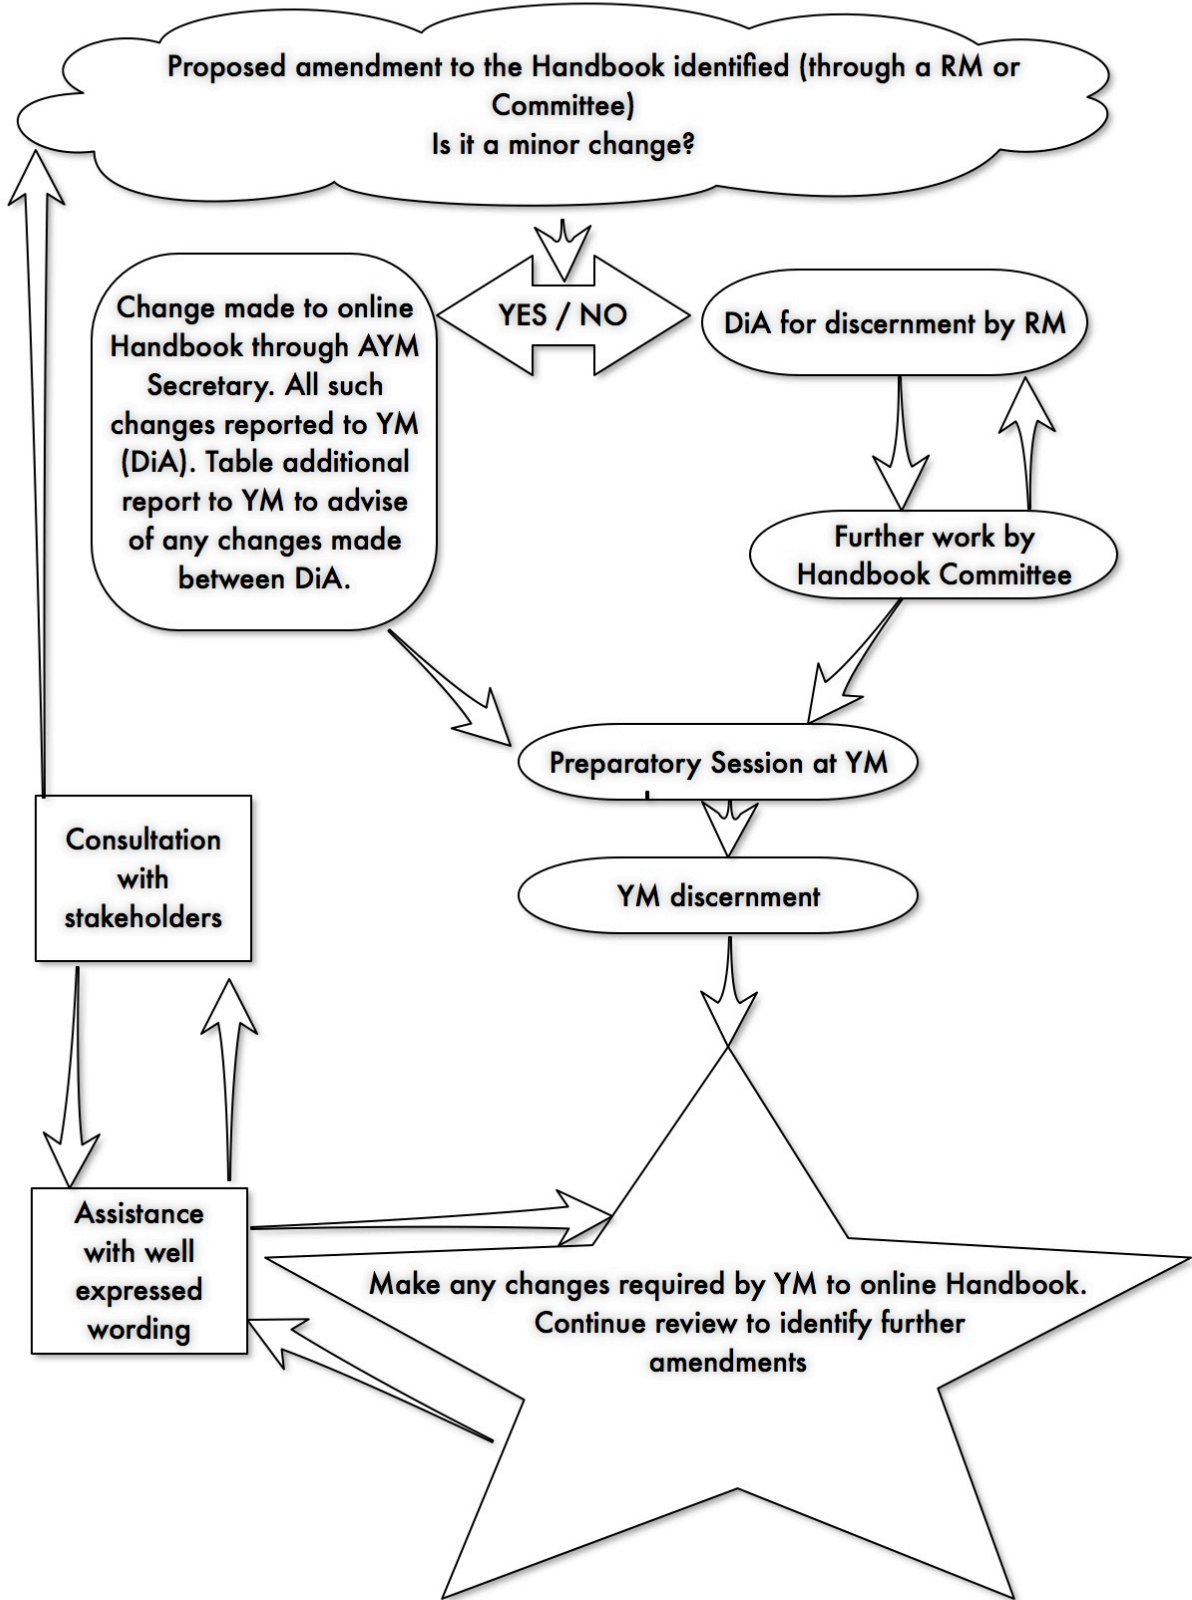 Proposed amendment to the Handbook identified (through a RM or
Committee)
Is it a minor change?
YES / NO
Change made to online
Handbook through AYM
Secretary. All such
changes reported to YM
(DiA). Table additional
report to YM to advise
of any changes made
between DiA.
DiA for discernment by RM
Further work by
Handbook Committee
Preparatory Session at YM
YM discernment
Consultation
with
stakeholders
Assistance
with well
expressed
wording
Make any changes required by YM to online Handbook.
Continue review to identify further
amendments